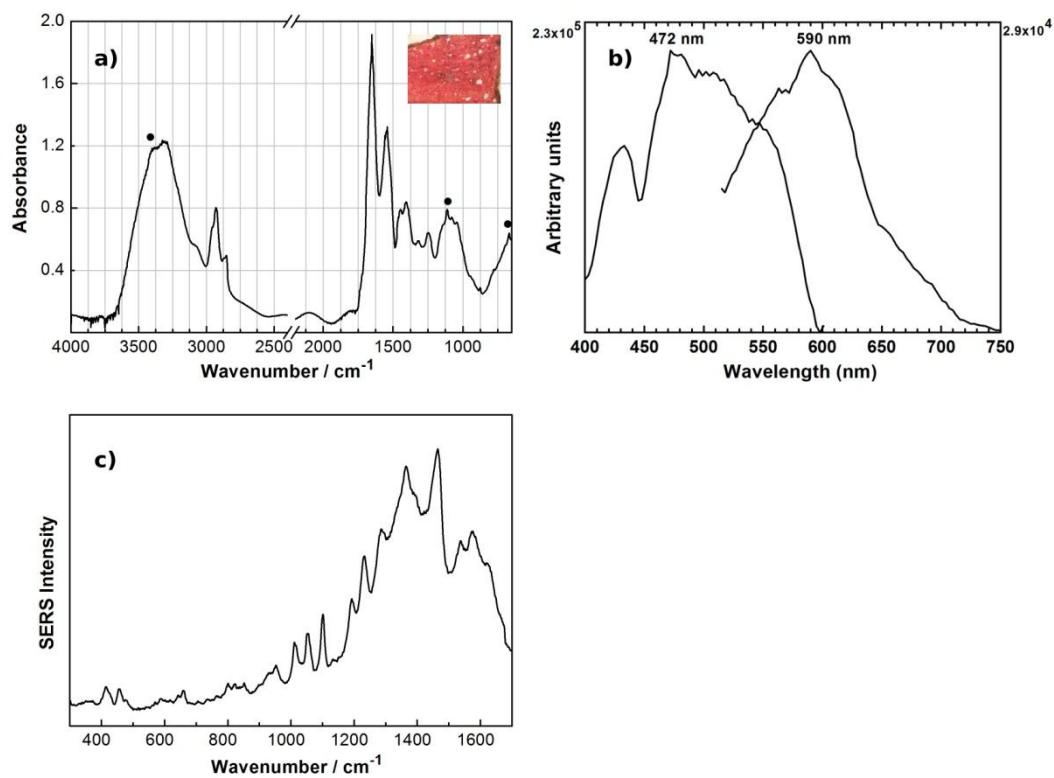 a)
Absorbance
2.0
1.6
1.2
0.8
0.4
4000 3500 3000 2500 2000 1500 1000
Wavenumber / cm⁻¹
b)
2.3x10⁵
472 nm 590 nm
2.9x10⁴
Arbitrary units
400 450 500 550 600 650 700 750
Wavelength (nm)
c)
SERS Intensity
400 600 800 1000 1200 1400 1600
Wavenumber / cm⁻¹